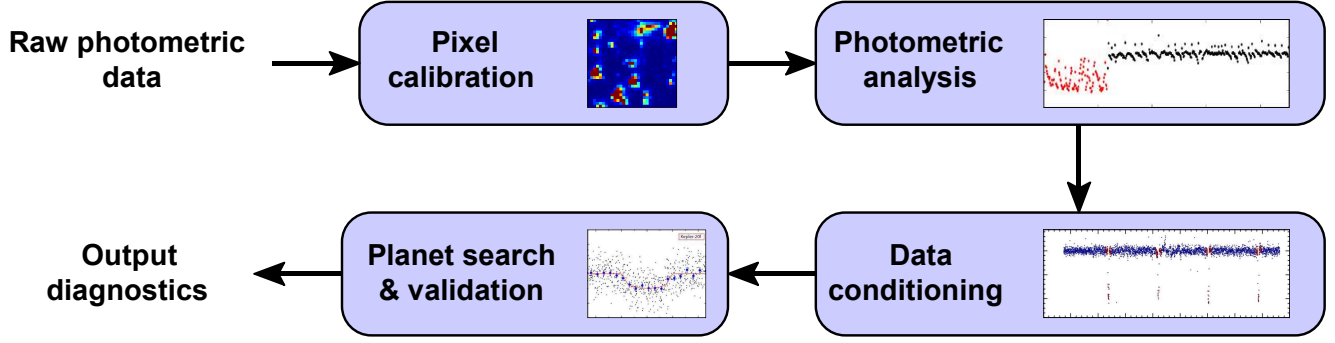 Raw photometric
data
Pixel
calibration
Photometric
analysis
Data
conditioning
Planet search
& validation
Output
diagnostics